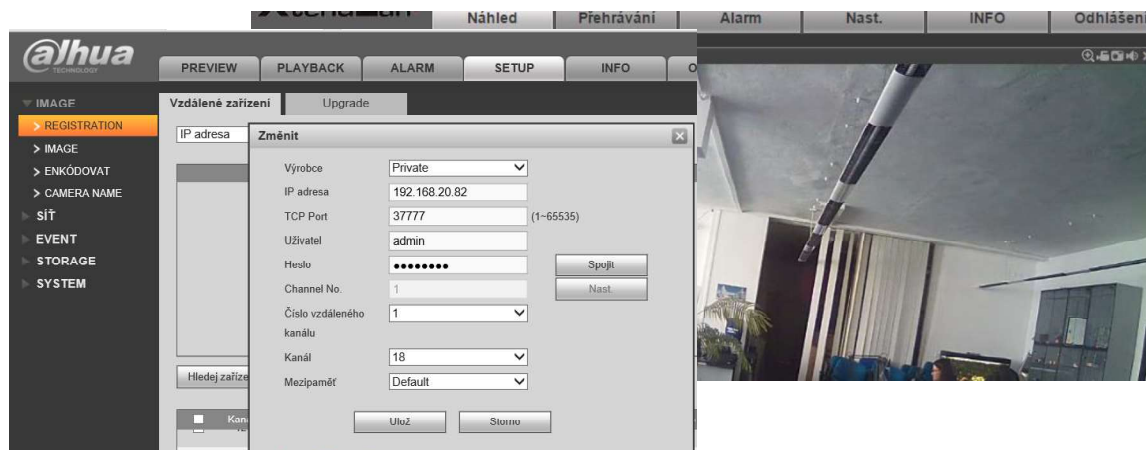 Náhled Přehrávání Alarm Nast. INFO
alhua
TECHNOLOGY
PREVIEW PLAYBACK ALARM SETUP INFO
IMAGE
> REGISTRATION
> IMAGE
> ENKÓDOVAT
> CAMERA NAME
SÍŤ
EVENT
STORAGE
SYSTEM
Vzdálené zařízení Upgrade
IP adresa
Změnit
Výrobce Private
IP adresa 192.168.20.82
TCP Port 37777 (1~65535)
Uživatel admin
Heslo ●●●●●●●● Spojit
Channel No. 1 Nast.
Číslo vzdáleného
kanálu 1
Kanál 18
Mezipaměť Default
Ulož Storno
Hledej